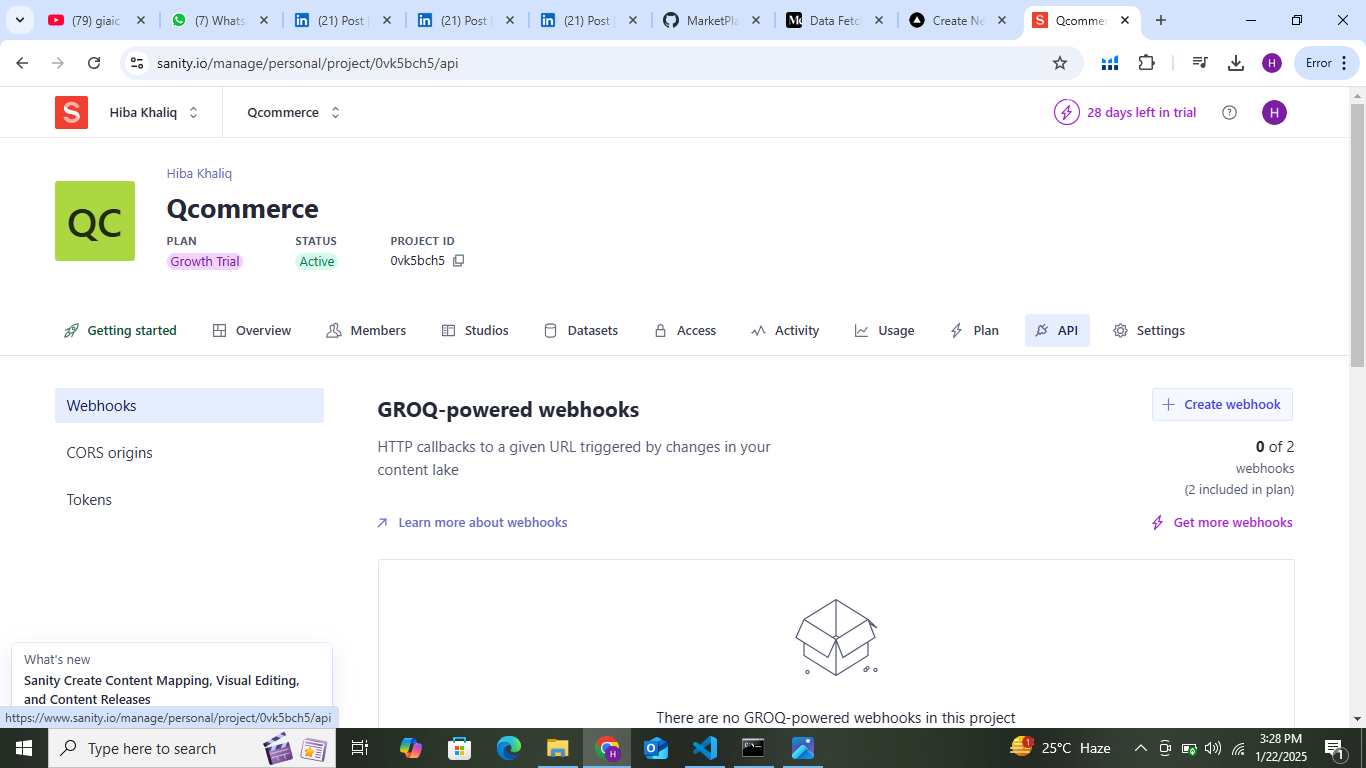 (79) giaic
(7) Whats
(21) Post
(21) Post
(21) Post
MarketPla
Data Fetch
Create Ne
Qcommer
sanity.io/manage/personal/project/0vk5bch5/api
H
Error
S
Hiba Khaliq
Qcommerce
28 days left in trial
H
QC
Hiba Khaliq
Qcommerce
PLAN STATUS PROJECT ID
Growth Trial Active 0vk5bch5
Getting started Overview Members Studios Datasets Access Activity Usage Plan API Settings
Webhooks
CORS origins
Tokens
GROQ-powered webhooks
Create webhook
HTTP callbacks to a given URL triggered by changes in your
content lake
0 of 2
webhooks
(2 included in plan)
Learn more about webhooks
Get more webhooks
There are no GROQ-powered webhooks in this project
What's new
Sanity Create Content Mapping, Visual Editing,
and Content Releases
https://www.sanity.io/manage/personal/project/0vk5bch5/api
Type here to search
25°C Haze
3:28 PM
1/22/2025